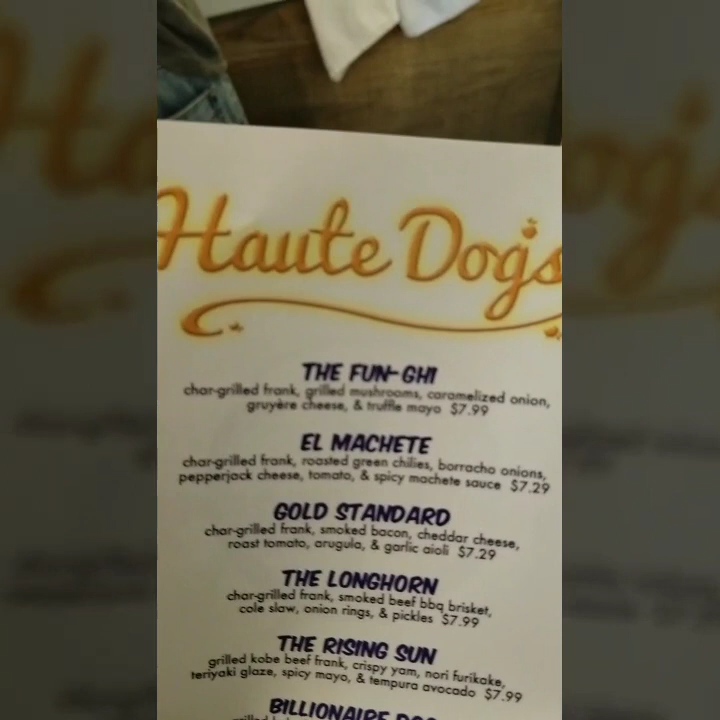 Haute Dogs
THE FUN-GHI
char-grilled frank, grilled mushrooms, caramelized onion,
gruyère cheese, & truffle mayo $7.99
EL MACHETE
char-grilled frank, roasted green chilies, borracho onions,
pepperjack cheese, tomato, & spicy machete sauce $7.29
GOLD STANDARD
char-grilled frank, smoked bacon, cheddar cheese,
roast tomato, arugula, & garlic aioli $7.29
THE LONGHORN
char-grilled frank, smoked beef bbq brisket,
cole slaw, onion rings, & pickles $7.99
THE RISING SUN
grilled kobe beef frank, crispy yam, nori furikake,
teriyaki glaze, spicy mayo, & tempura avocado $7.99
BILLIONAIRE DOG